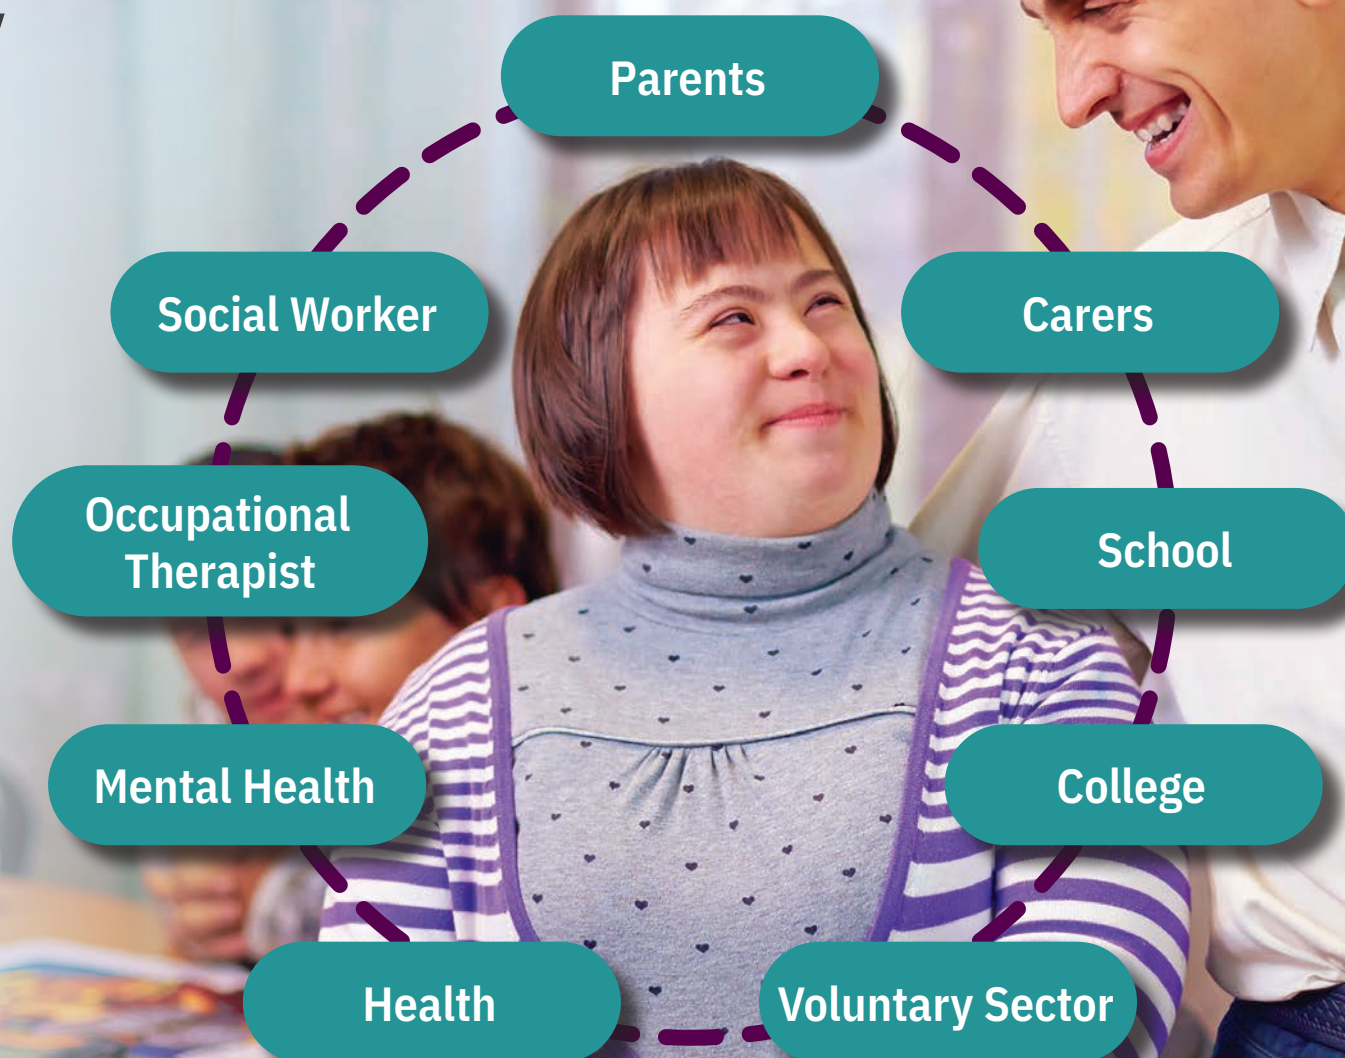 Parents
Social Worker
Carers
Occupational
Therapist
School
Mental Health
College
Health
Voluntary Sector